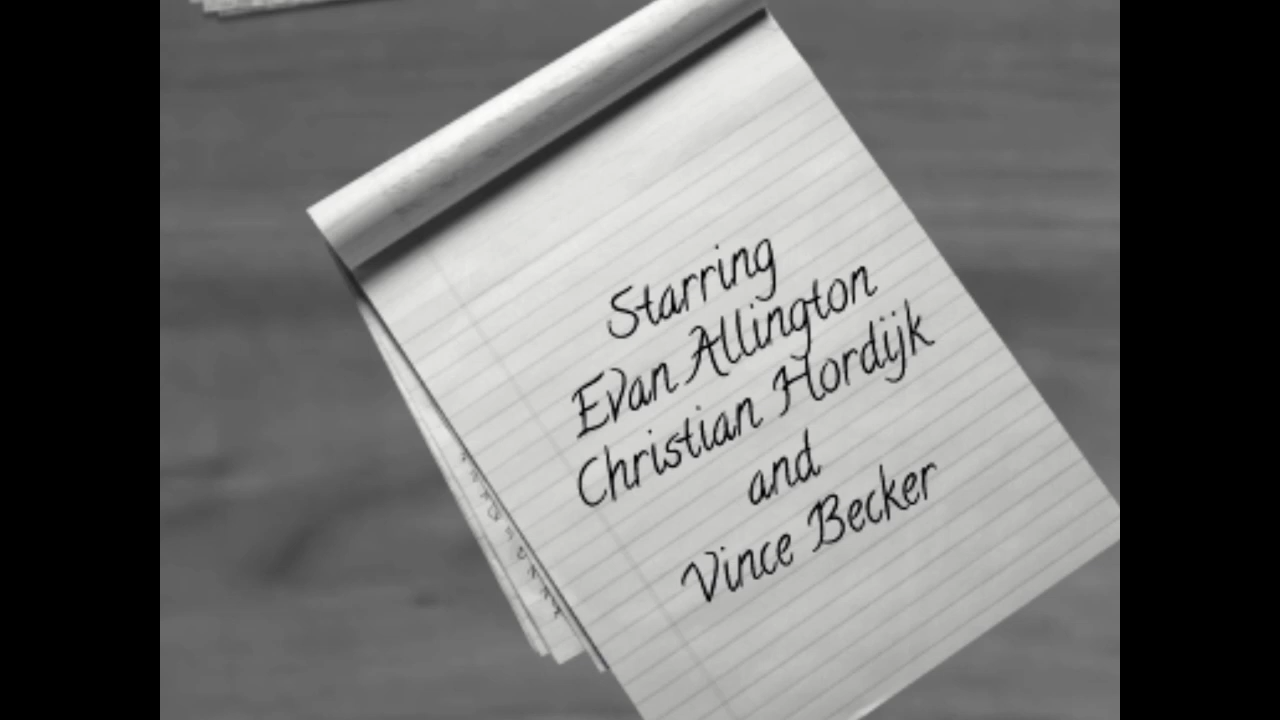 Starring
Evan Allington
Christian Hordijk
and
Vince Becker